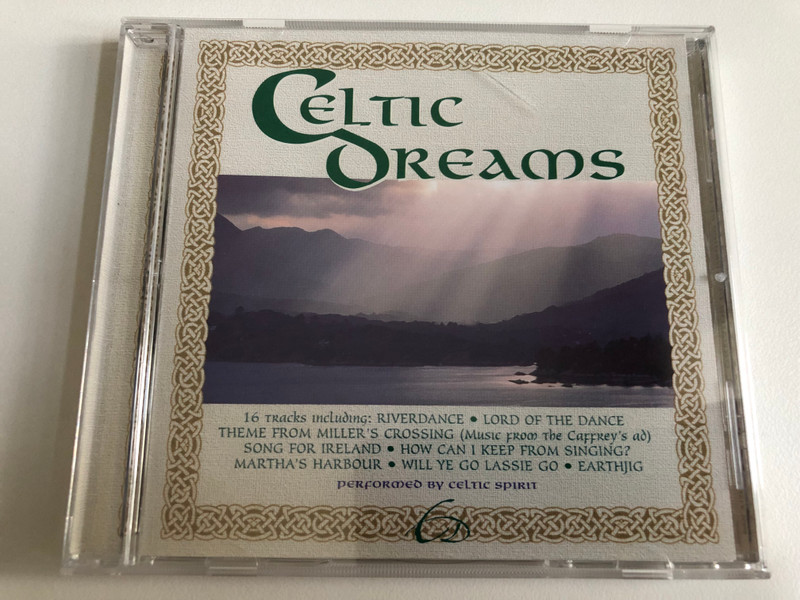 Celtic
Dreams
16 tracks including: RIVERDANCE • LORD OF THE DANCE
THEME FROM MILLER'S CROSSING (Music from the Caffrey's ad)
SONG FOR IRELAND • HOW CAN I KEEP FROM SINGING?
MARTHA'S HARBOUR • WILL YE GO LASSIE GO • EARTHJIG
performed by celtic spirit
CD